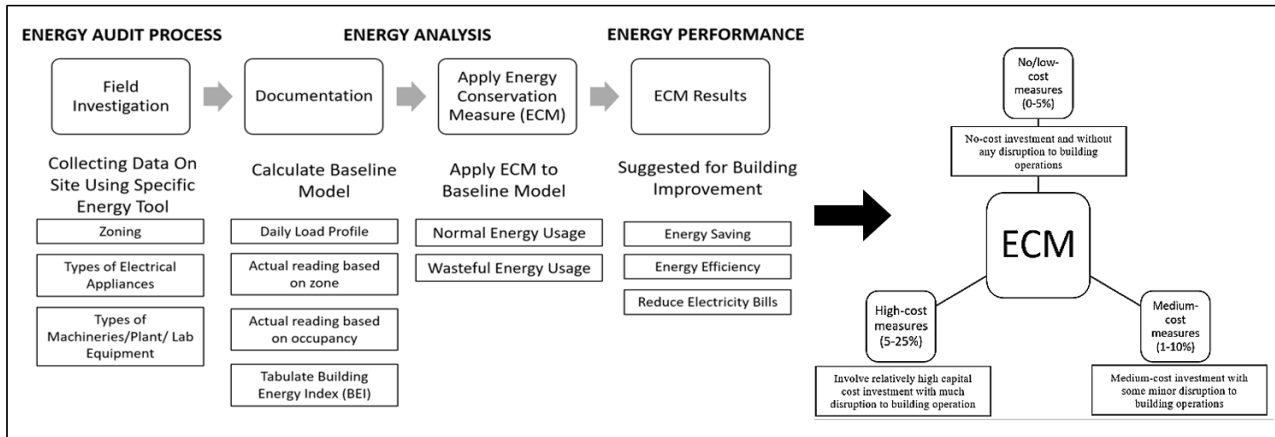 ENERGY AUDIT PROCESS
ENERGY ANALYSIS
ENERGY PERFORMANCE
Field
Investigation
Documentation
Apply Energy
Conservation
Measure (ECM)
ECM Results
Collecting Data On
Site Using Specific
Energy Tool
Zoning
Types of Electrical
Appliances
Types of
Machineries/Plant/ Lab
Equipment
Calculate Baseline
Model
Daily Load Profile
Actual reading based
on zone
Actual reading based
on occupancy
Tabulate Building
Energy Index (BEI)
Apply ECM to
Baseline Model
Normal Energy Usage
Wasteful Energy Usage
Suggested for Building
Improvement
Energy Saving
Energy Efficiency
Reduce Electricity Bills
No/low-
cost
measures
(0-5%)
No-cost investment and without
any disruption to building
operations
ECM
High-cost
measures
(5-25%)
Involve relatively high capital
cost investment with much
disruption to building operation
Medium-
cost
measures
(1-10%)
Medium-cost investment with
some minor disruption to
building operations